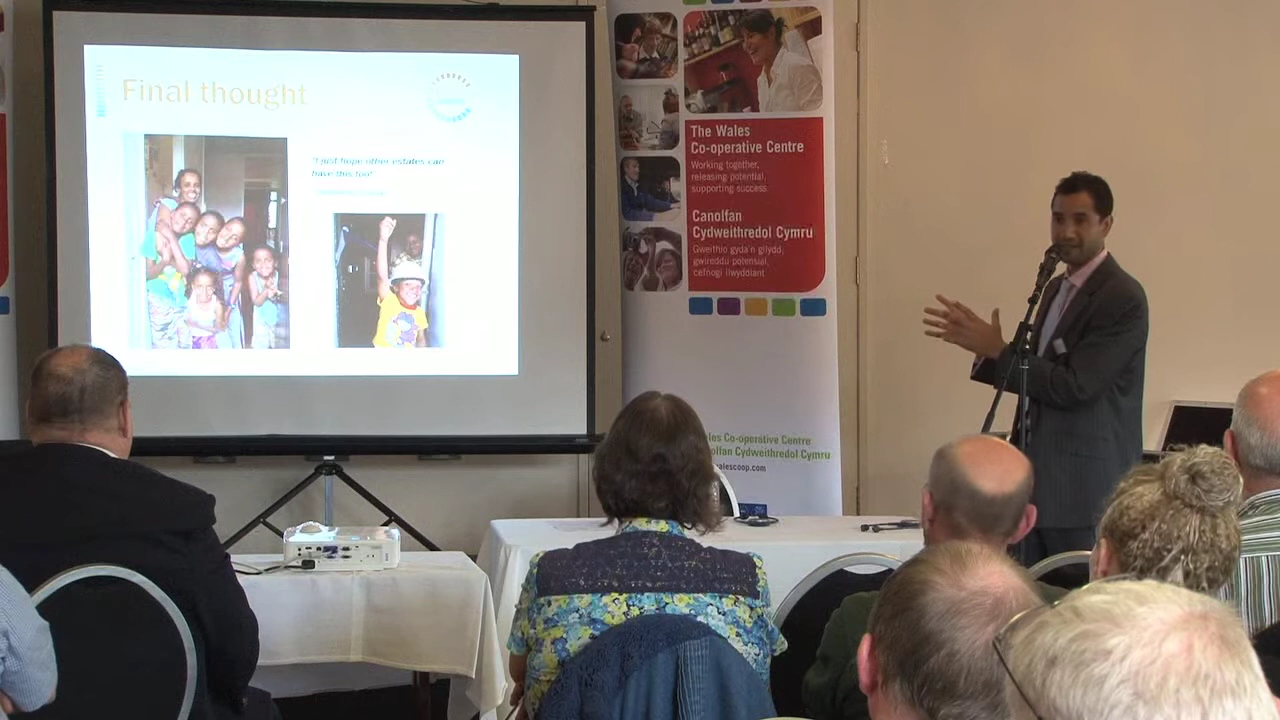 Final thought
"I just hope other estates can
have this too!"
The Wales
Co-operative Centre
Working together,
releasing potential,
supporting success
Canolfan
Cydweithredol Cymru
Gweithio gyda'n gilydd,
gwireddu potensial,
cefnogi llwyddiant
ales Co-operative Centre
olfan Cydweithredol Cymru
walescoop.com